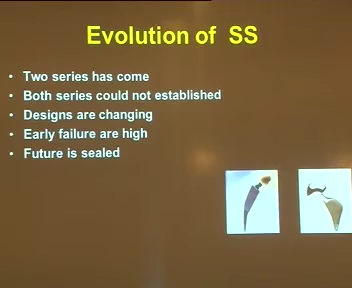 Evolution of SS
• Two series has come
• Both series could not established
• Designs are changing
• Early failure are high
• Future is sealed